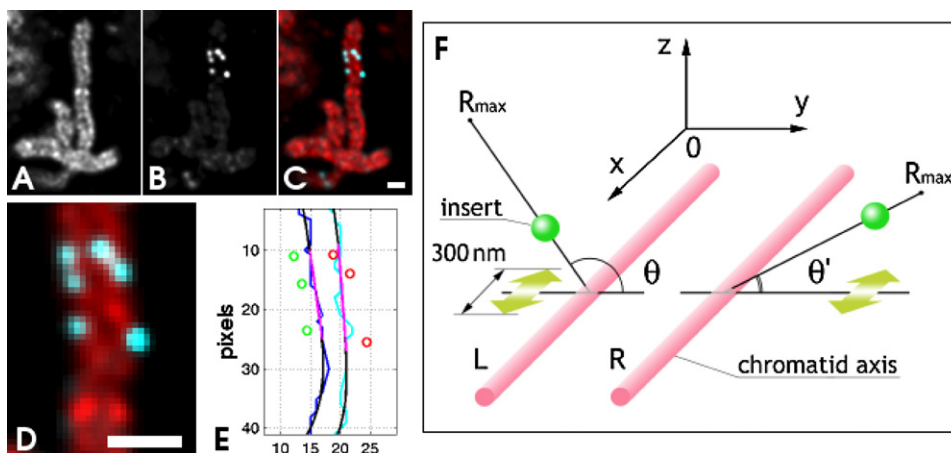 A
B
C
D
E
pixels
10
20
30
40
10 15 20 25
F
z
y
x
0
Rmax
Rmax
insert
300 nm
θ
θ'
L
R
chromatid axis